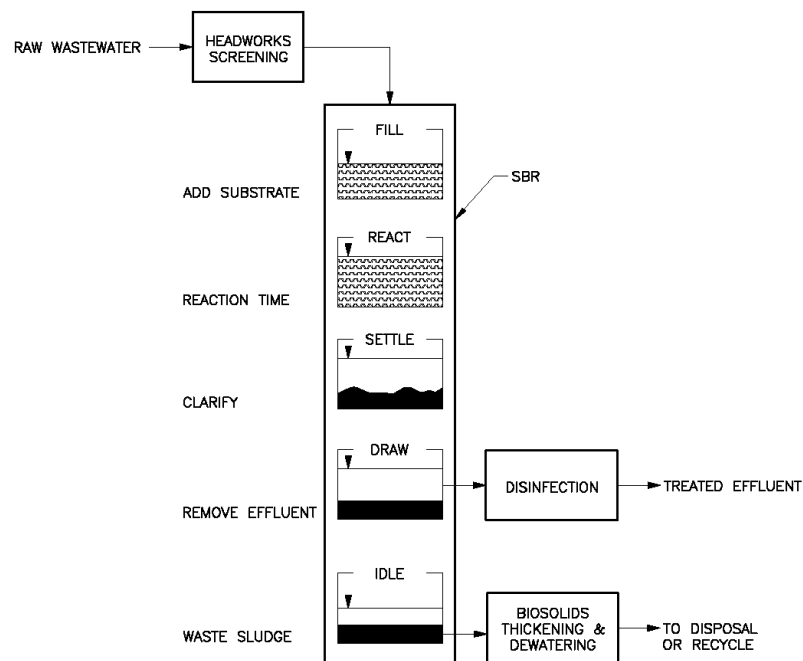 RAW WASTEWATER
HEADWORKS
SCREENING
FILL
ADD SUBSTRATE
SBR
REACT
REACTION TIME
SETTLE
CLARIFY
DRAW
REMOVE EFFLUENT
DISINFECTION
TREATED EFFLUENT
IDLE
WASTE SLUDGE
BIOSOLIDS
THICKENING &
DEWATERING
TO DISPOSAL
OR RECYCLE